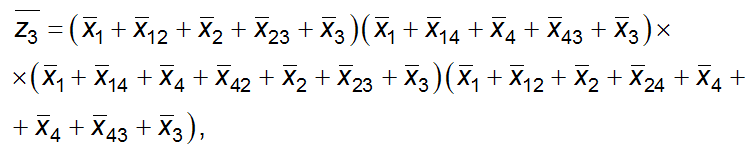 z̅₃ = (x̅₁ + x̅₁₂ + x̅₂ + x̅₂₃ + x̅₃)(x̅₁ + x̅₁₄ + x̅₄ + x̅₄₃ + x̅₃)×
×(x̅₁ + x̅₁₄ + x̅₄ + x̅₄₂ + x̅₂ + x̅₂₃ + x̅₃)(x̅₁ + x̅₁₂ + x̅₂ + x̅₂₄ + x̅₄ +
+ x̅₄ + x̅₄₃ + x̅₃),